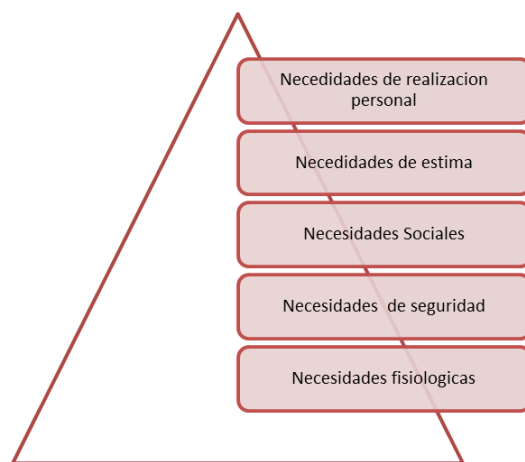 Necedidades de realizacion
personal
Necedidades de estima
Necesidades Sociales
Necesidades  de seguridad
Necesidades fisiologicas